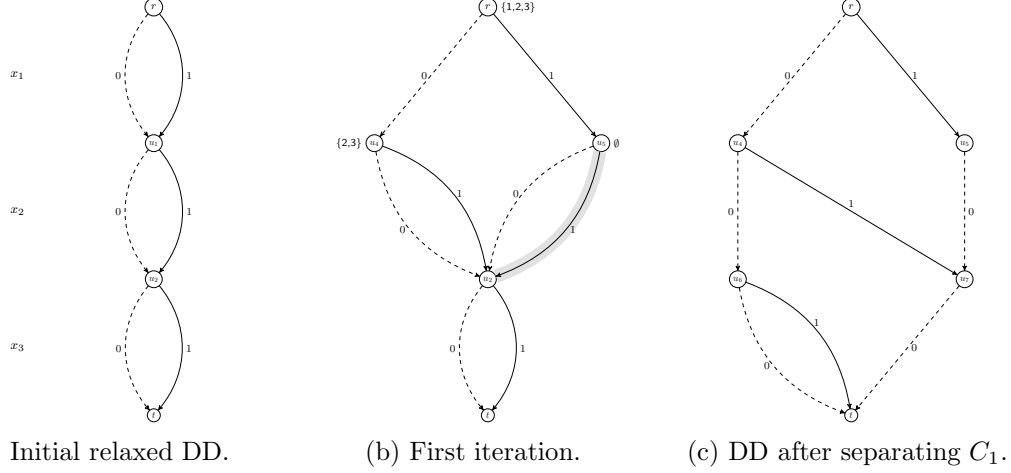 r
r {1,2,3}
r
x₁
0 1
0 1
0 1
u₁
{2,3} u₄
u₅ ∅
u₄
u₅
x₂
0 1
0 1 0 1
0 1 0
u₂
u₂
u₆
u₇
x₃
0 1
0 1
0 1 0
t
t
t
Initial relaxed DD.
(b) First iteration.
(c) DD after separating C₁.